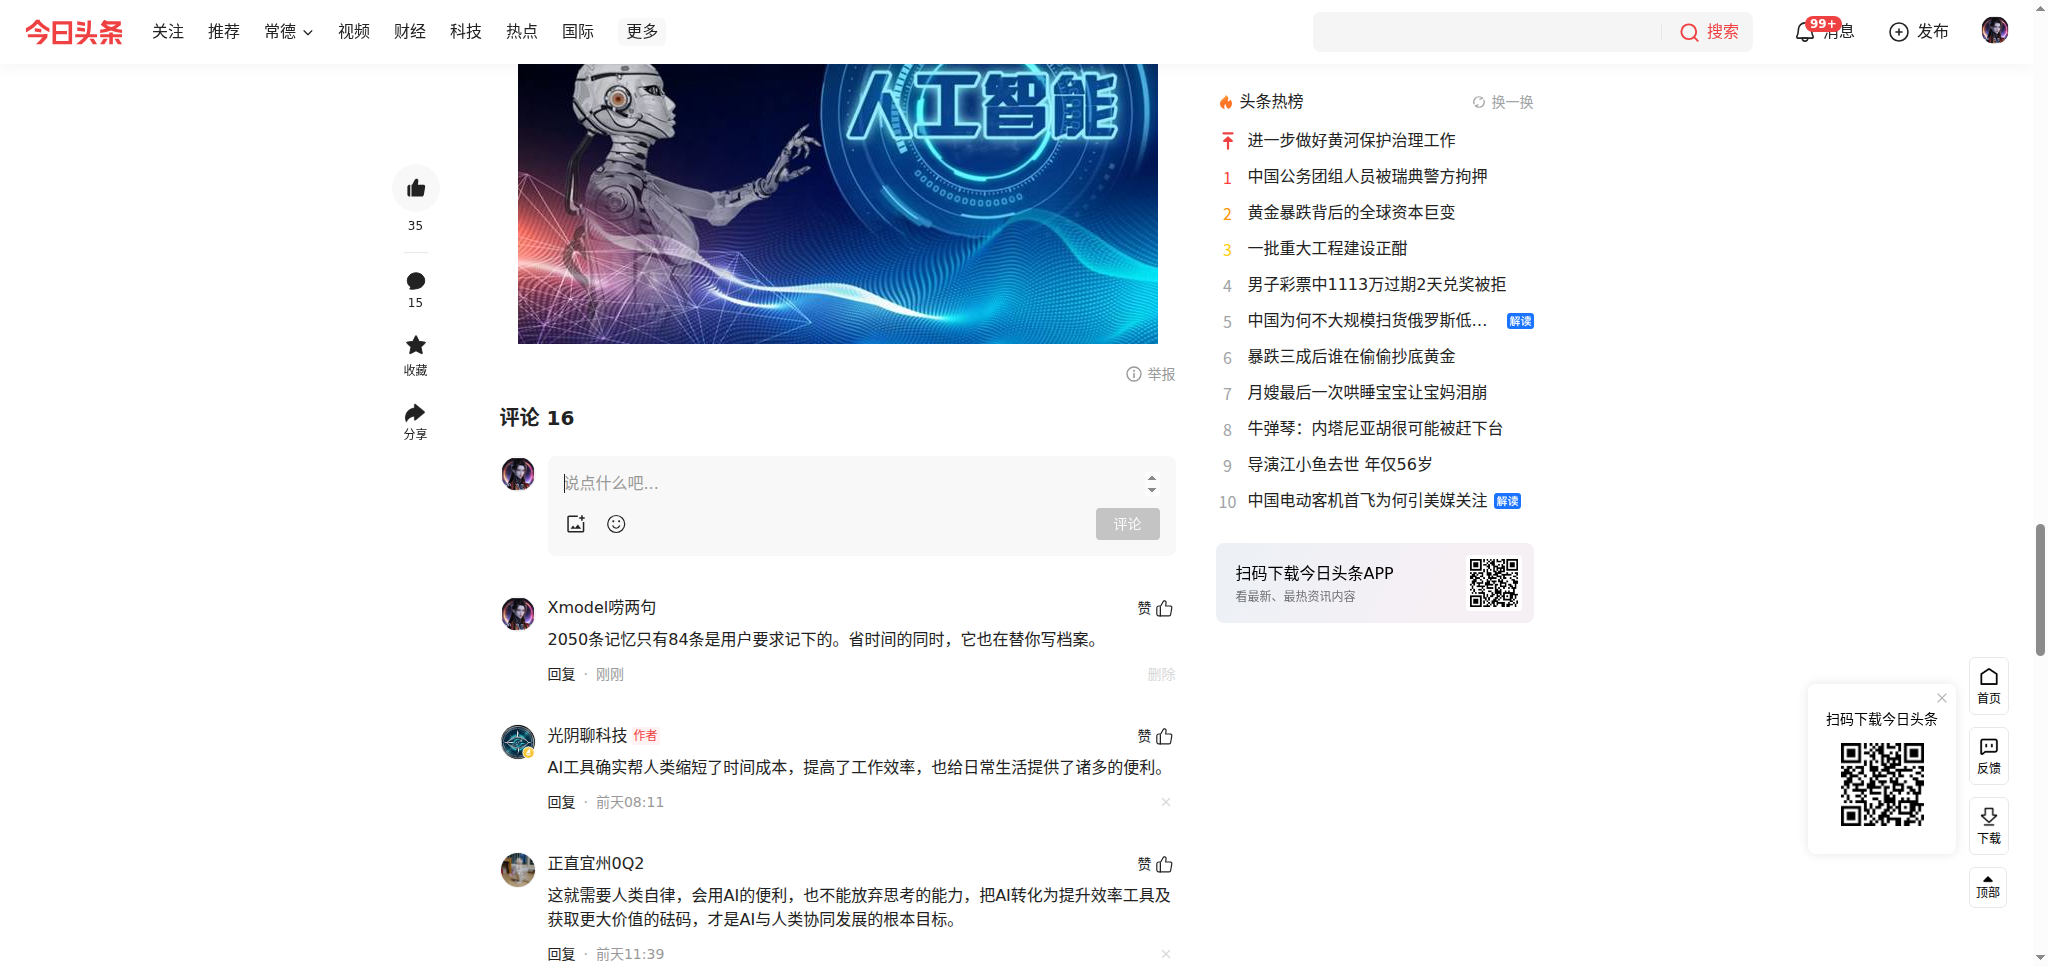 今日头条
关注 推荐 常德 视频 财经 科技 热点 国际 更多
搜索
99+
消息
发布
人工智能
35
15
收藏
分享
举报
评论 16
说点什么吧...
评论
Xmodel唠两句
赞
2050条记忆只有84条是用户要求记下的。省时间的同时，它也在替你写档案。
回复 · 刚刚
删除
光阴聊科技 作者
赞
AI工具确实帮人类缩短了时间成本，提高了工作效率，也给日常生活提供了诸多的便利。
回复 · 前天08:11
正直宜州0Q2
赞
这就需要人类自律，会用AI的便利，也不能放弃思考的能力，把AI转化为提升效率工具及
获取更大价值的砝码，才是AI与人类协同发展的根本目标。
回复 · 前天11:39
头条热榜
换一换
进一步做好黄河保护治理工作
1 中国公务团组人员被瑞典警方拘押
2 黄金暴跌背后的全球资本巨变
3 一批重大工程建设正酣
4 男子彩票中1113万过期2天兑奖被拒
5 中国为何不大规模扫货俄罗斯低... 解读
6 暴跌三成后谁在偷偷抄底黄金
7 月嫂最后一次哄睡宝宝让宝妈泪崩
8 牛弹琴：内塔尼亚胡很可能被赶下台
9 导演江小鱼去世 年仅56岁
10 中国电动客机首飞为何引美媒关注 解读
扫码下载今日头条APP
看最新、最热资讯内容
扫码下载今日头条
首页
反馈
下载
顶部